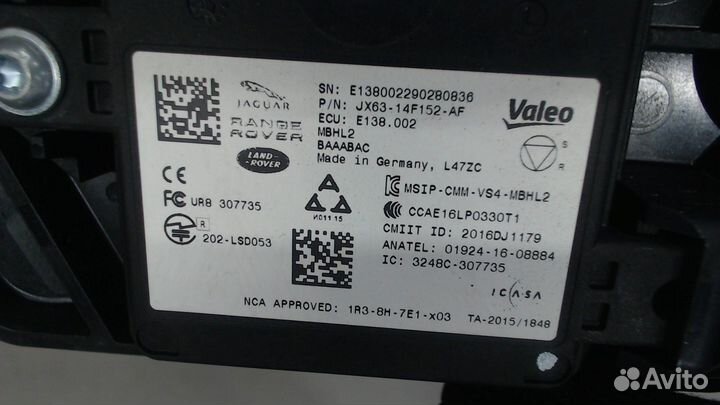 SN: E138002290280836
P/N: JX63-14F152-AF
ECU: E138.002
MBHL2
BAAABAC
Made in Germany, L47ZC
JAGUAR
RANGE ROVER
LAND-ROVER
Valeo
S
R
CE
FC UR8 307735
R
202-LSD053
N011 15
MSIP-CMM-VS4-MBHL2
CCAE16LP0330T1
CMIIT ID: 2016DJ1179
ANATEL: 01924-16-08884
IC: 3248C-307735
ICASA
NCA APPROVED: 1R3-8H-7E1-x03
TA-2015/1848
Avito